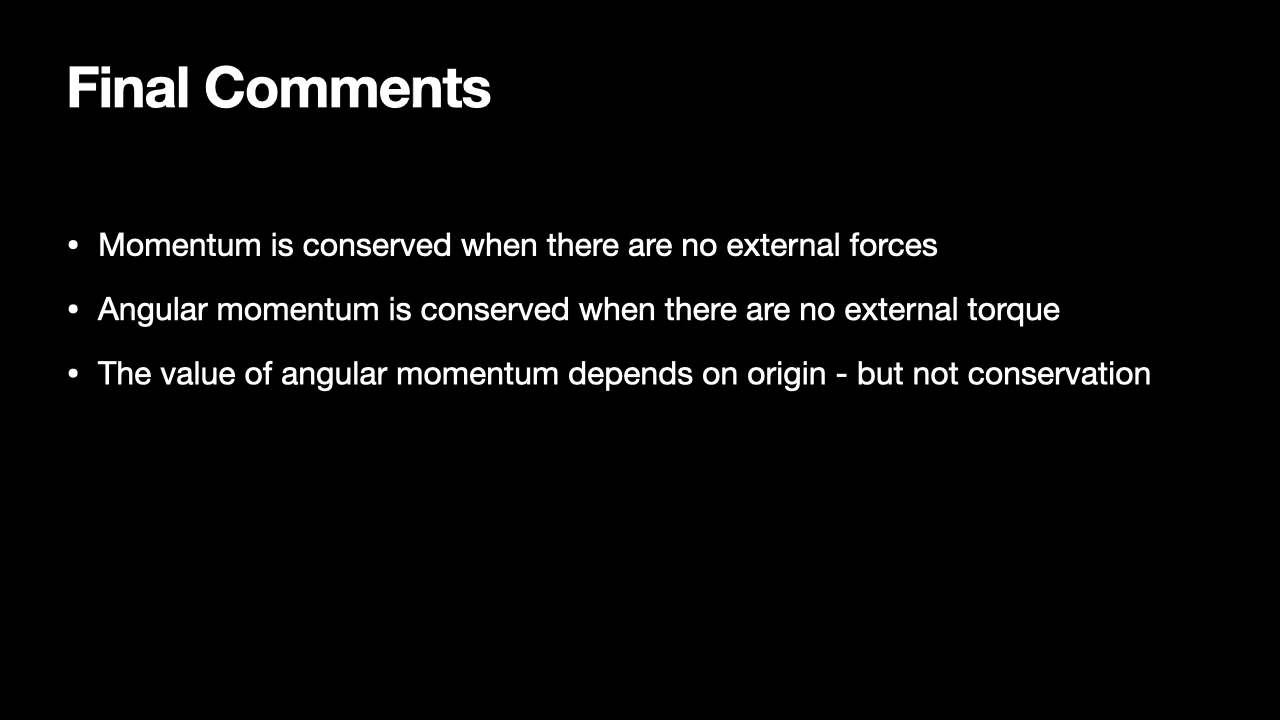 Final Comments
• Momentum is conserved when there are no external forces
• Angular momentum is conserved when there are no external torque
• The value of angular momentum depends on origin - but not conservation